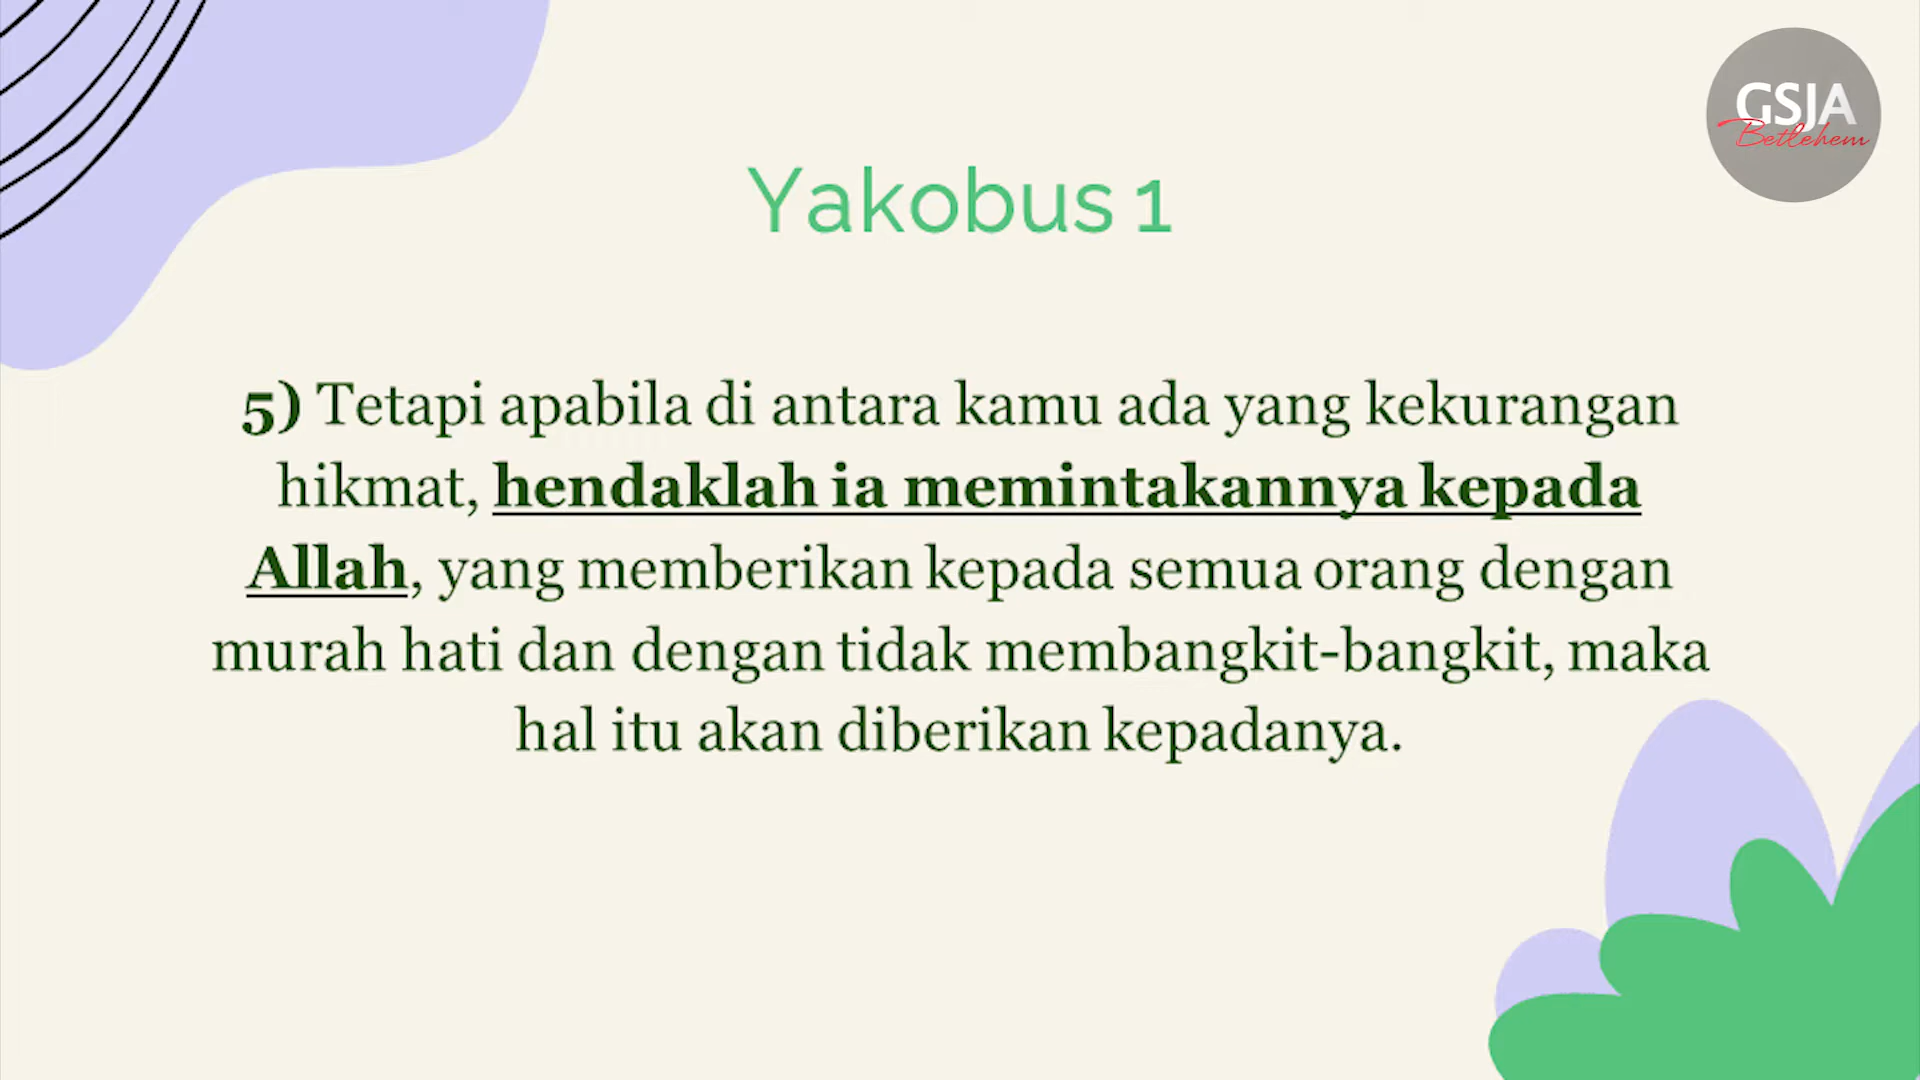 GSJA
Betlehem
Yakobus 1
5) Tetapi apabila di antara kamu ada yang kekurangan
hikmat, hendaklah ia memintakannya kepada
Allah, yang memberikan kepada semua orang dengan
murah hati dan dengan tidak membangkit-bangkit, maka
hal itu akan diberikan kepadanya.